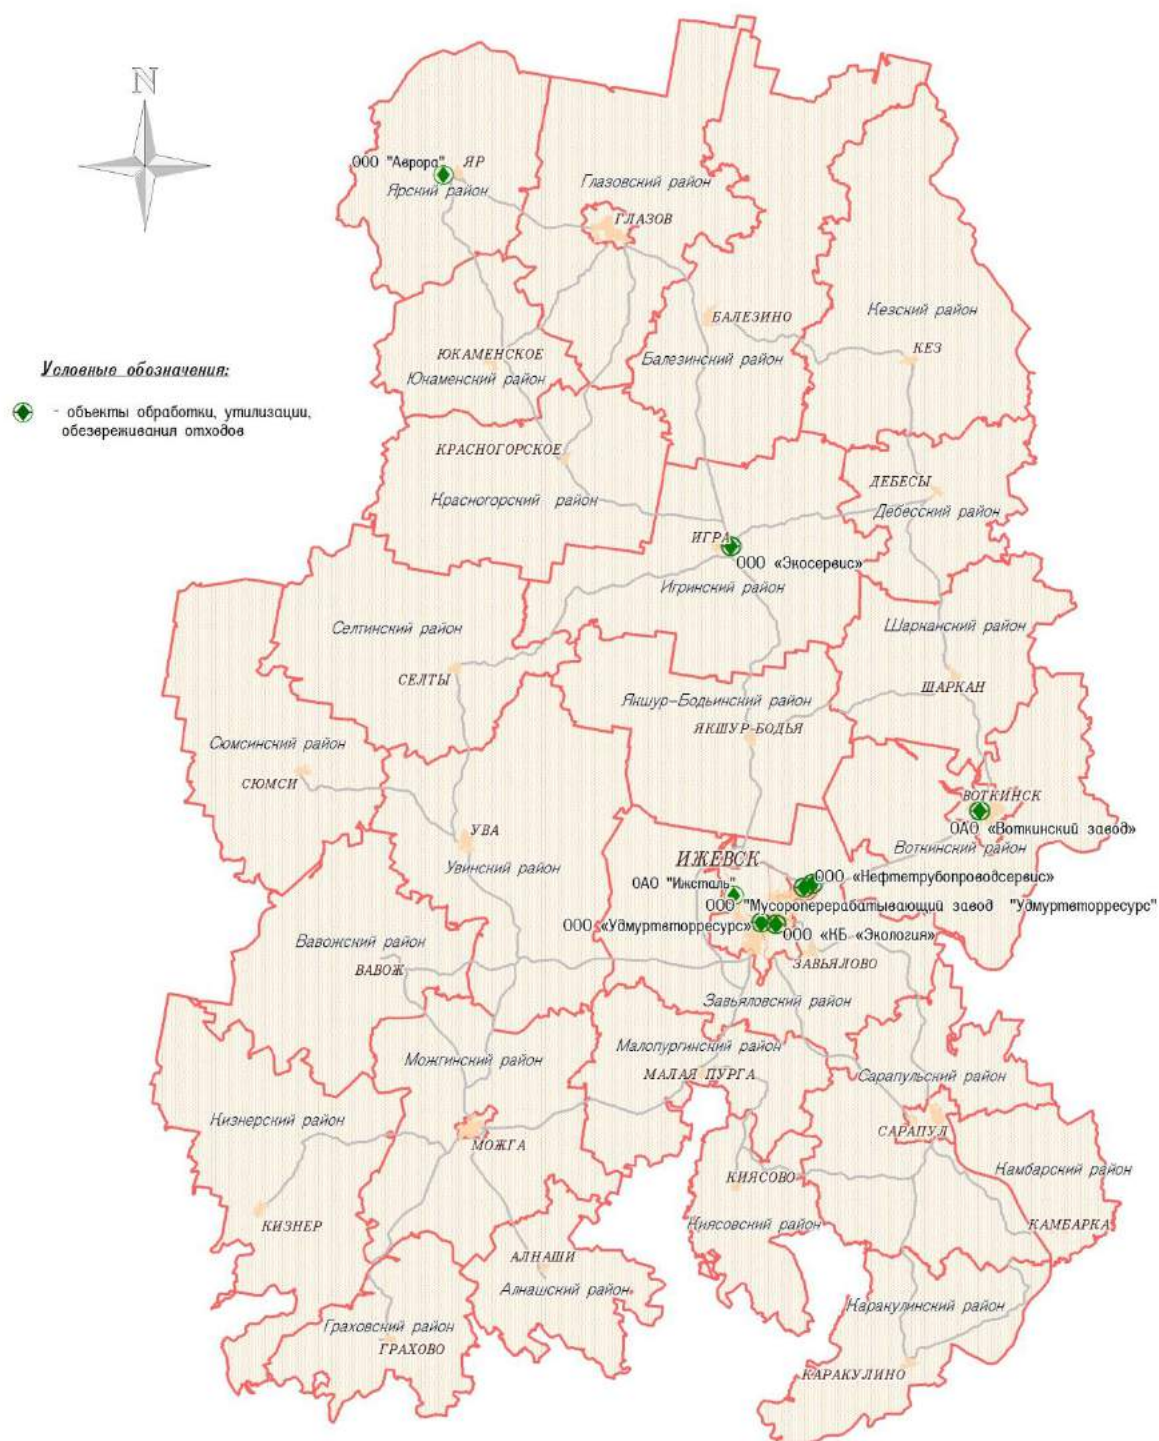 N
ООО "Аврора"
ЯР
Ярский район
Глазовский район
ГЛАЗОВ
БАЛЕЗИНО
Кезский район
ЮКАМЕНСКОЕ
Балезинский район
КЕЗ
Условные обозначения:
Юкаменский район
- объекты обработки, утилизации,
обезвреживания отходов
КРАСНОГОРСКОЕ
ДЕБЕСЫ
Красногорский район
Дебесский район
ИГРА
ООО «Экосервис»
Игринский район
Селтинский район
Шарканский район
СЕЛТЫ
ШАРКАН
Якшур-Бодьинский район
ЯКШУР-БОДЬЯ
Сюмсинский район
СЮМСИ
ВОТКИНСК
УВА
ОАО «Воткинский завод»
Воткинский район
ИЖЕВСК
Увинский район
ООО «Нефтетрубопроводсервис»
ОАО "Ижсталь"
ООО "Мусороперерабатывающий завод "Удмуртвторресурс"
ООО «Удмуртвторресурс»
ООО «КБ «Экология»
Вавожский район
ВАВОЖ
ЗАВЬЯЛОВО
Завьяловский район
Малопургинский район
Можгинский район
МАЛАЯ ПУРГА
Сарапульский район
Кизнерский район
САРАПУЛ
МОЖГА
Камбарский район
КИЯСОВО
КИЗНЕР
Киясовский район
КАМБАРКА
АЛНАШИ
Алнашский район
Каракулинский район
Граховский район
ГРАХОВО
КАРАКУЛИНО